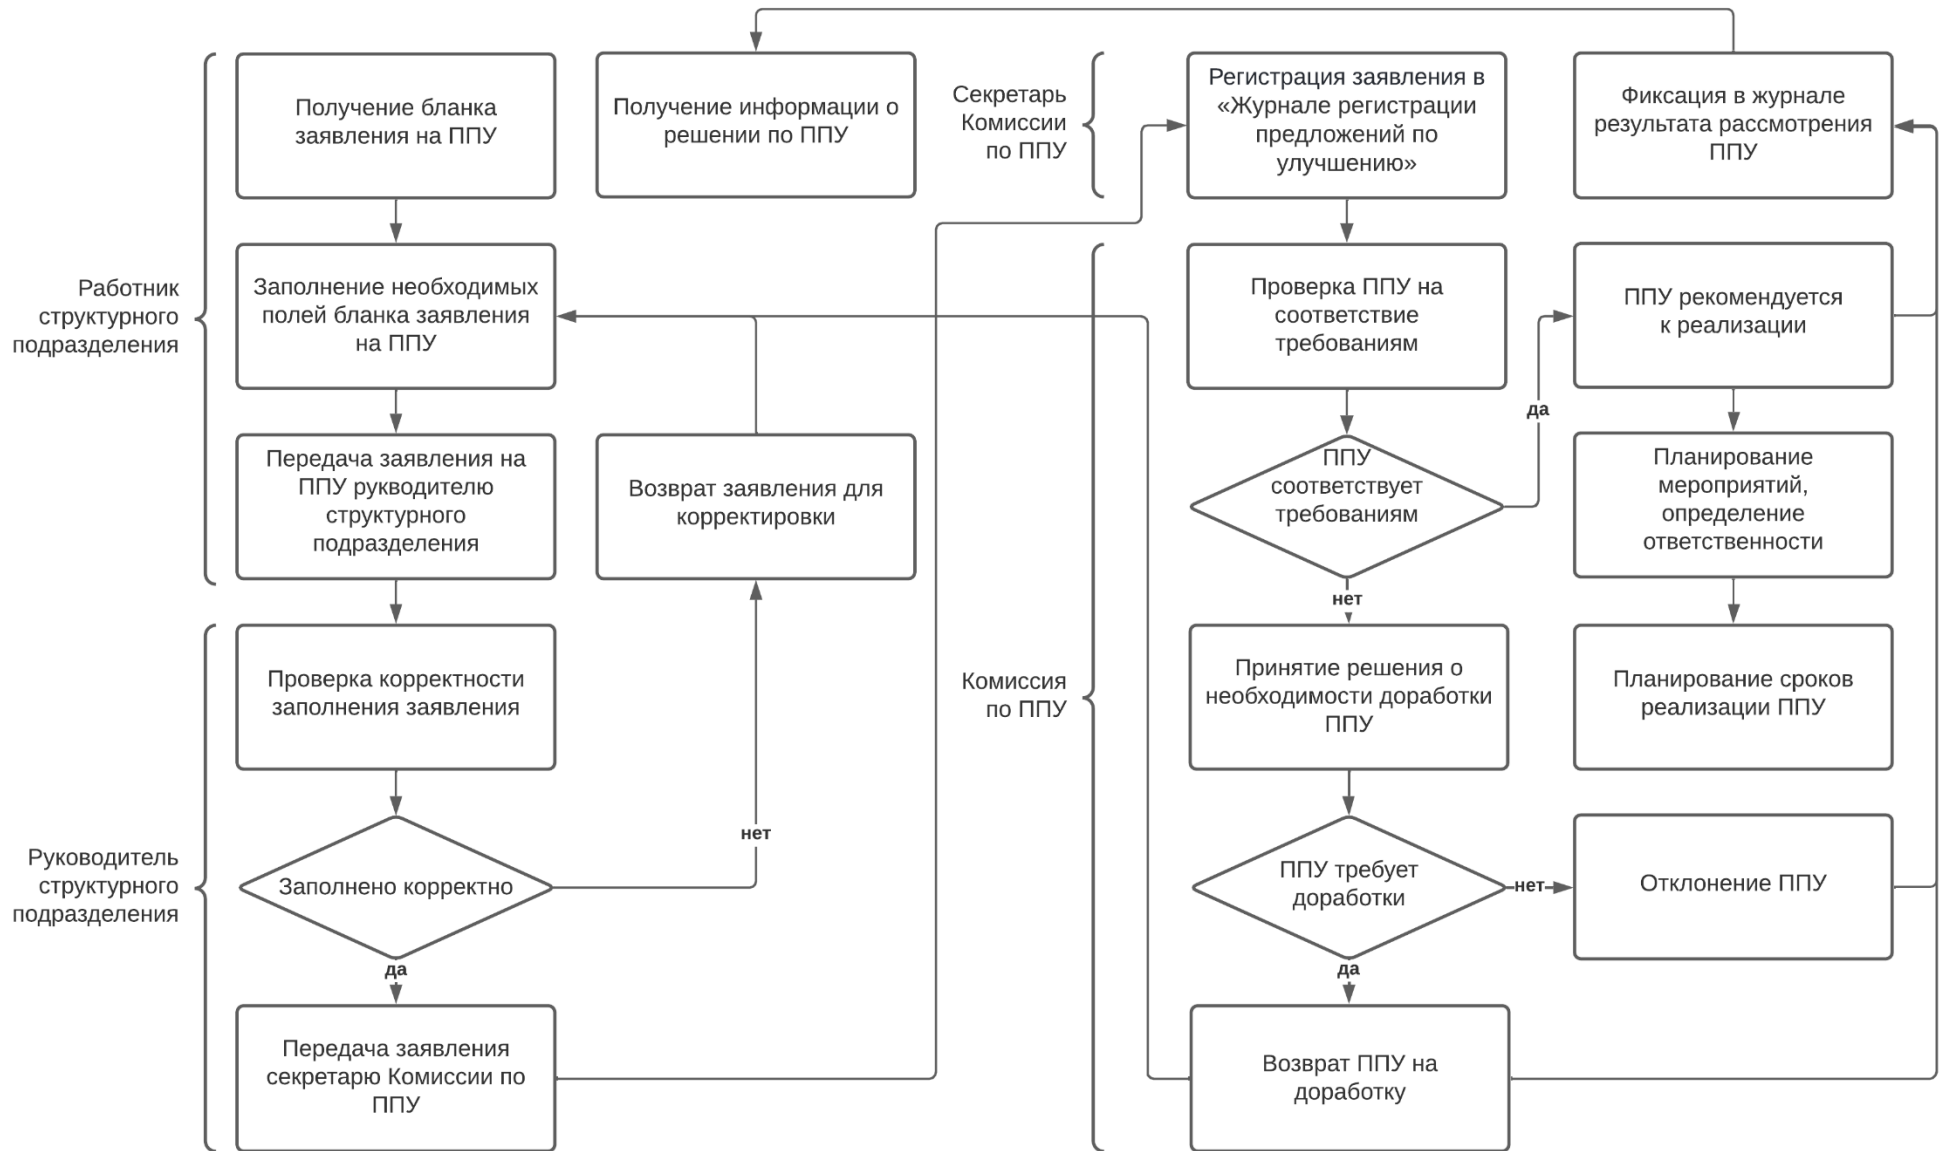 Работник
структурного
подразделения
Получение бланка
заявления на ППУ
Заполнение необходимых
полей бланка заявления
на ППУ
Передача заявления на
ППУ рукводителю
структурного
подразделения
Получение информации о
решении по ППУ
Возврат заявления для
корректировки
Руководитель
структурного
подразделения
Проверка корректности
заполнения заявления
Заполнено корректно
нет
да
Передача заявления
секретарю Комиссии по
ППУ
Секретарь
Комиссии
по ППУ
Регистрация заявления в
«Журнале регистрации
предложений по
улучшению»
Фиксация в журнале
результата рассмотрения
ППУ
Комиссия
по ППУ
Проверка ППУ на
соответствие
требованиям
ППУ
соответствует
требованиям
да
нет
ППУ рекомендуется
к реализации
Планирование
мероприятий,
определение
ответственности
Планирование сроков
реализации ППУ
Принятие решения о
необходимости доработки
ППУ
ППУ требует
доработки
нет
да
Отклонение ППУ
Возврат ППУ на
доработку